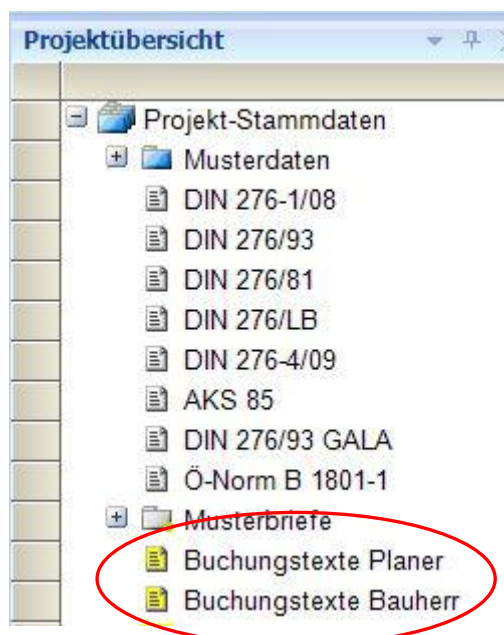 Projektübersicht
Projekt-Stammdaten
Musterdaten
DIN 276-1/08
DIN 276/93
DIN 276/81
DIN 276/LB
DIN 276-4/09
AKS 85
DIN 276/93 GALA
Ö-Norm B 1801-1
Musterbriefe
Buchungstexte Planer
Buchungstexte Bauherr